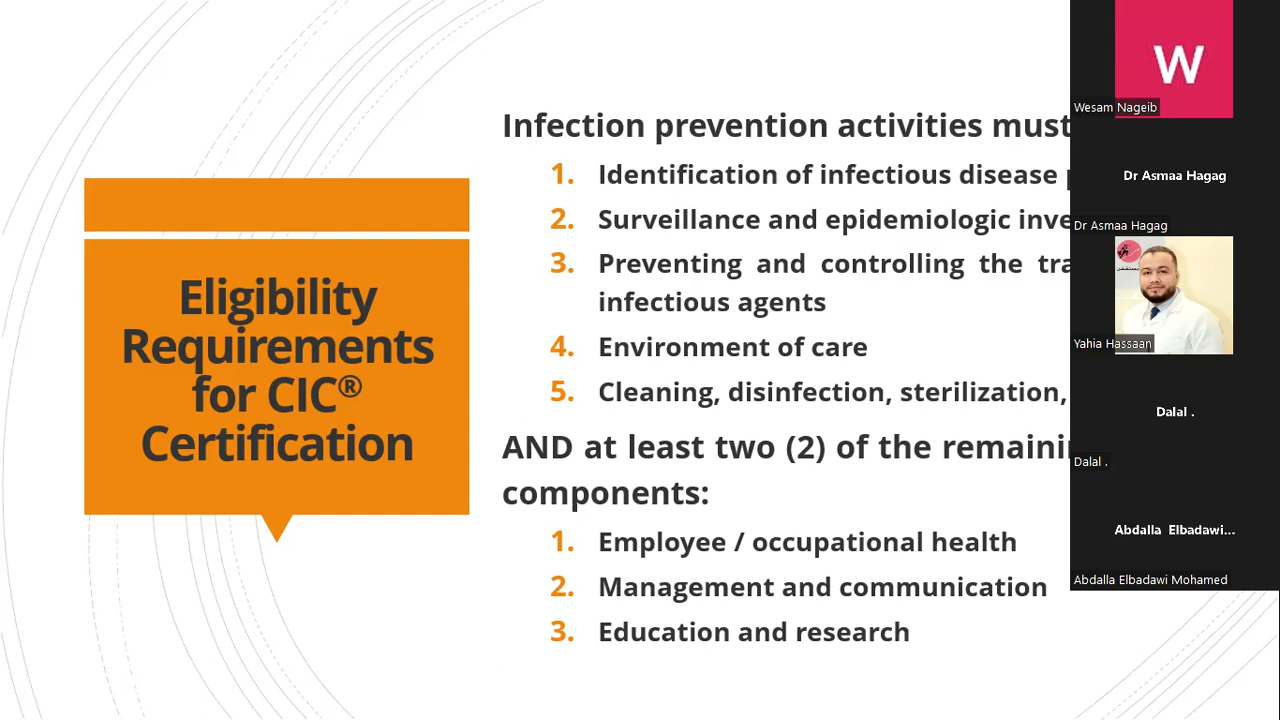 Eligibility
Requirements
for CIC®
Certification
Infection prevention activities must
1. Identification of infectious disease
2. Surveillance and epidemiologic
3. Preventing and controlling the
infectious agents
4. Environment of care
5. Cleaning, disinfection, sterilization,
AND at least two (2) of the
components:
1. Employee / occupational health
2. Management and communication
3. Education and research
W
Wesam Nageib
Dr Asmaa Hagag
Dr Asmaa Hagag
Yahia Hassaan
Dalal .
Dalal .
Abdalla Elbadawi...
Abdalla Elbadawi Mohamed